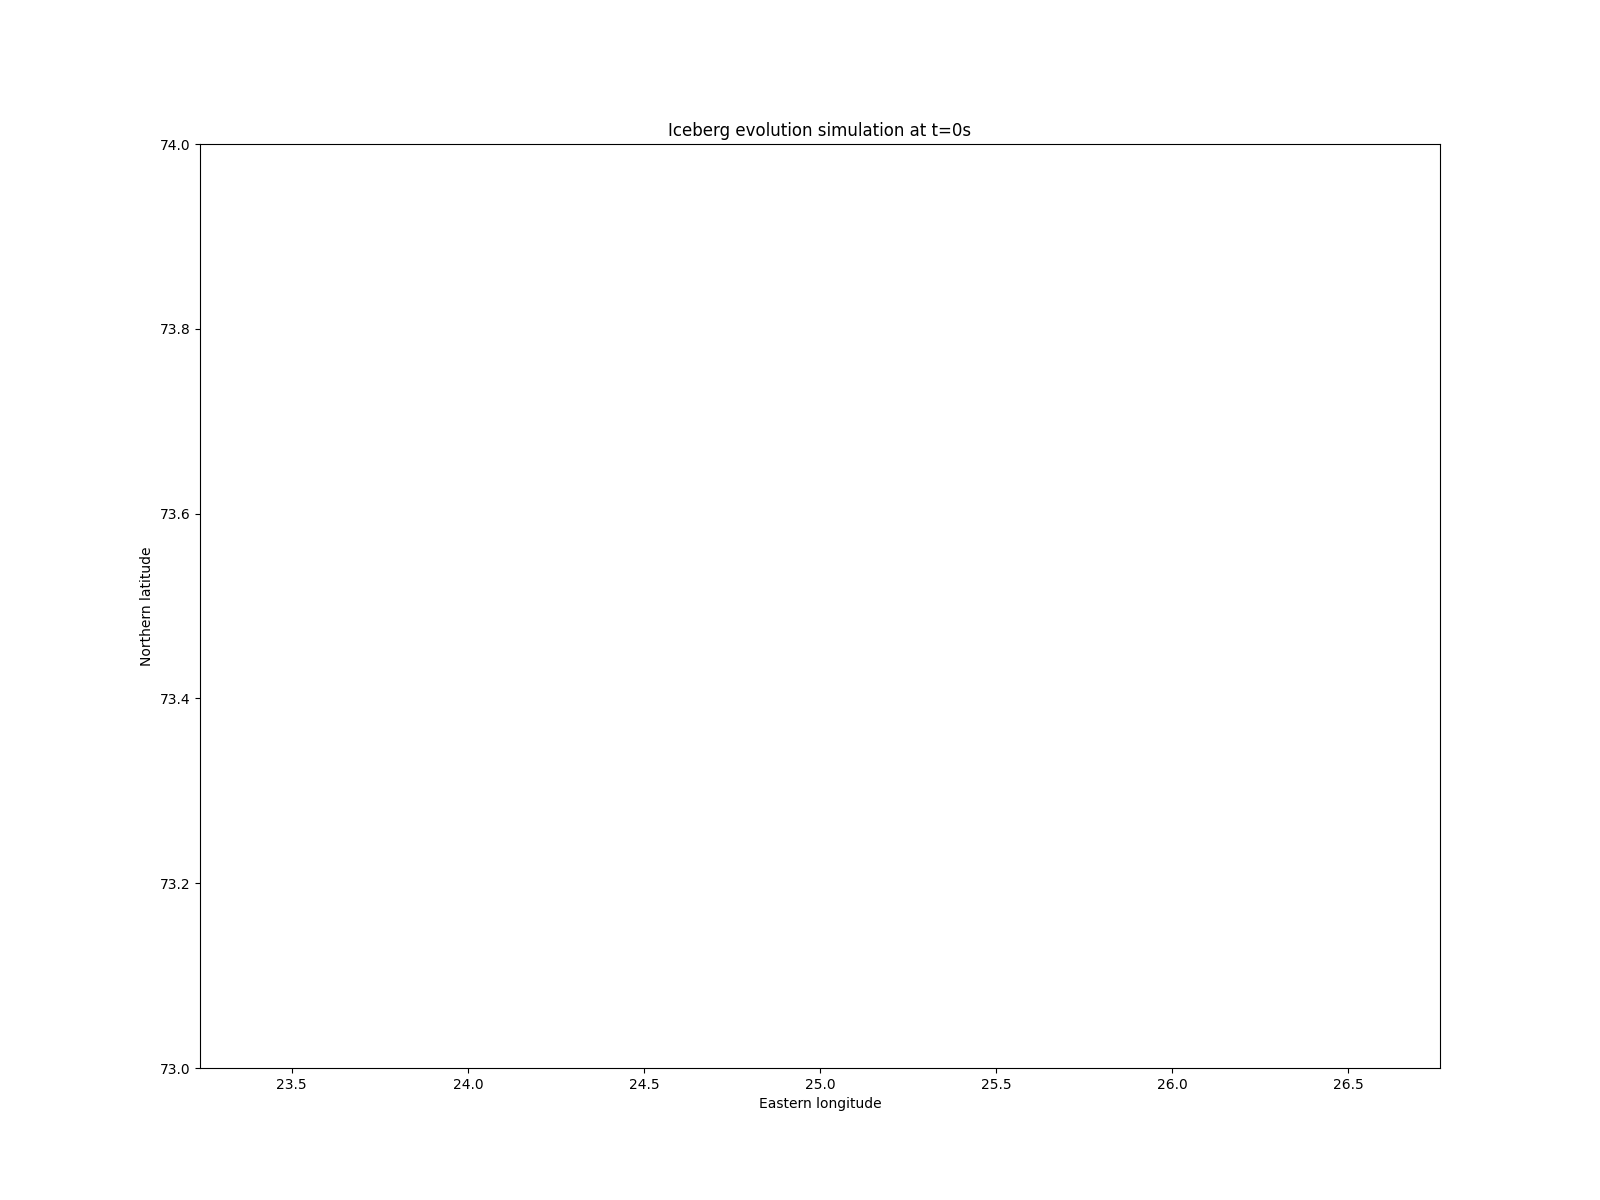 Iceberg evolution simulation at t=0s
74.0
73.8
73.6
73.4
73.2
73.0
Northern latitude
23.5 24.0 24.5 25.0 25.5 26.0 26.5
Eastern longitude